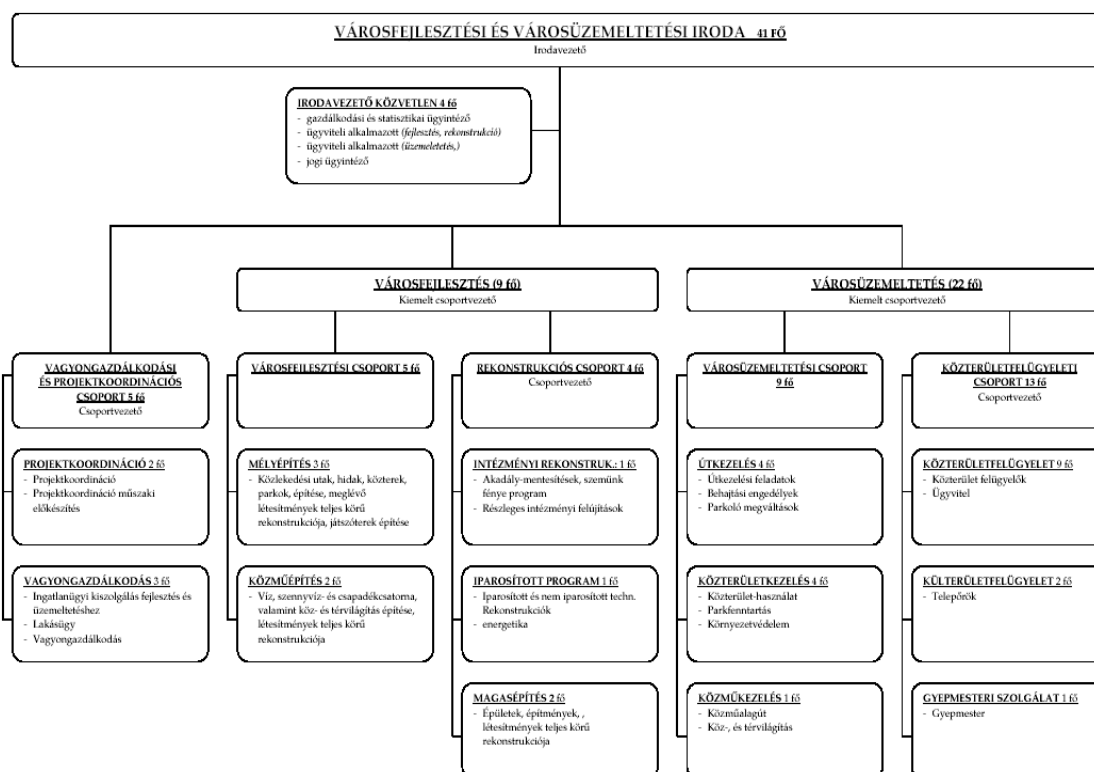 VÁROSFEJLESZTÉSI ÉS VÁROSÜZEMELTETÉSI IRODA 41 FŐ
Irodavezető
IRODAVEZETŐ KÖZVETLEN 4 fő
- gazdálkodási és statisztikai ügyintéző
- ügyviteli alkalmazott (fejlesztés, rekonstrukció)
- ügyviteli alkalmazott (üzemeletetés,)
- jogi ügyintéző
VÁROSFEJLESZTÉS (9 fő)
Kiemelt csoportvezető
VÁROSÜZEMELTETÉS (22 fő)
Kiemelt csoportvezető
VAGYONGAZDÁLKODÁSI
ÉS PROJEKTKOORDINÁCIÓS
CSOPORT 5 fő
Csoportvezető
VÁROSFEJLESZTÉSI CSOPORT 5 fő
REKONSTRUKCIÓS CSOPORT 4 fő
Csoportvezető
VÁROSÜZEMELTETÉSI CSOPORT
9 fő
KÖZTERÜLETFELÜGYELETI
CSOPORT 13 fő
Csoportvezető
PROJEKTKOORDINÁCIÓ 2 fő
- Projektkoordináció
- Projektkoordináció műszaki
előkészítés
MÉLYÉPÍTÉS 3 fő
- Közlekedési utak, hidak, közterek,
parkok, építése, meglévő
létesítmények teljes körű
rekonstrukciója, játszóterek építése
INTÉZMÉNYI REKONSTRUK.: 1 fő
- Akadály-mentesítések, szemünk
fénye program
- Részleges intézményi felújítások
ÚTKEZELÉS 4 fő
- Útkezelési feladatok
- Behajtási engedélyek
- Parkoló megváltások
KÖZTERÜLETFELÜGYELET 9 fő
- Közterület felügyelők
- Ügyvitel
VAGYONGAZDÁLKODÁS 3 fő
- Ingatlanügyi kiszolgálás fejlesztés és
üzemeltetéshez
- Lakásügy
- Vagyongazdálkodás
KÖZMŰÉPÍTÉS 2 fő
- Víz, szennyvíz- és csapadékcsatorna,
valamint köz- és térvilágítás építése,
létesítmények teljes körű
rekonstrukciója
IPAROSÍTOTT PROGRAM 1 fő
- Iparosított és nem iparosított techn.
Rekonstrukciók
- energetika
KÖZTERÜLETKEZELÉS 4 fő
- Közterület-használat
- Parkfenntartás
- Környezetvédelem
KÜLTERÜLETFELÜGYELET 2 fő
- Telepőrök
MAGASÉPÍTÉS 2 fő
- Épületek, építmények, ,
létesítmények teljes körű
rekonstrukciója
KÖZMŰKEZELÉS 1 fő
- Közműalagút
- Köz-, és térvilágítás
GYEPMESTERI SZOLGÁLAT 1 fő
- Gyepmester